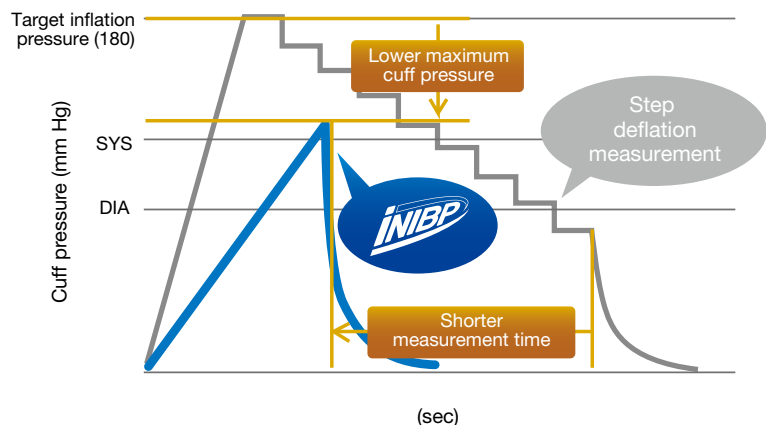 Target inflation
pressure (180)
Lower maximum
cuff pressure
Step
deflation
measurement
SYS
DIA
Cuff pressure (mm Hg)
iNIBP
Shorter
measurement time
(sec)